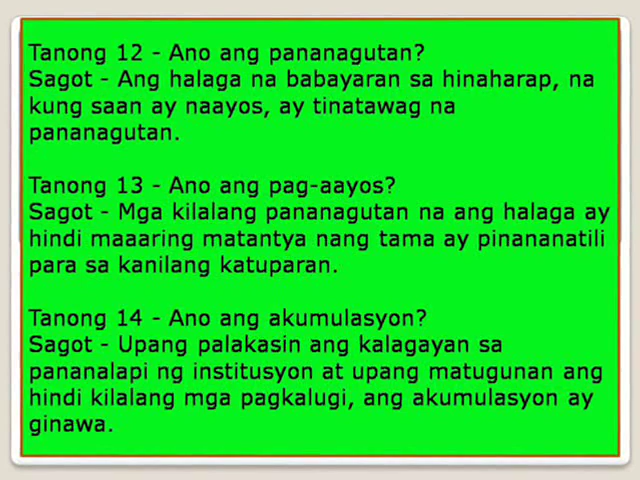 Tanong 12 - Ano ang pananagutan?
Sagot - Ang halaga na babayaran sa hinaharap, na
kung saan ay naayos, ay tinatawag na
pananagutan.
Tanong 13 - Ano ang pag-aayos?
Sagot - Mga kilalang pananagutan na ang halaga ay
hindi maaaring matantya nang tama ay pinananatili
para sa kanilang katuparan.
Tanong 14 - Ano ang akumulasyon?
Sagot - Upang palakasin ang kalagayan sa
pananalapi ng institusyon at upang matugunan ang
hindi kilalang mga pagkalugi, ang akumulasyon ay
ginawa.